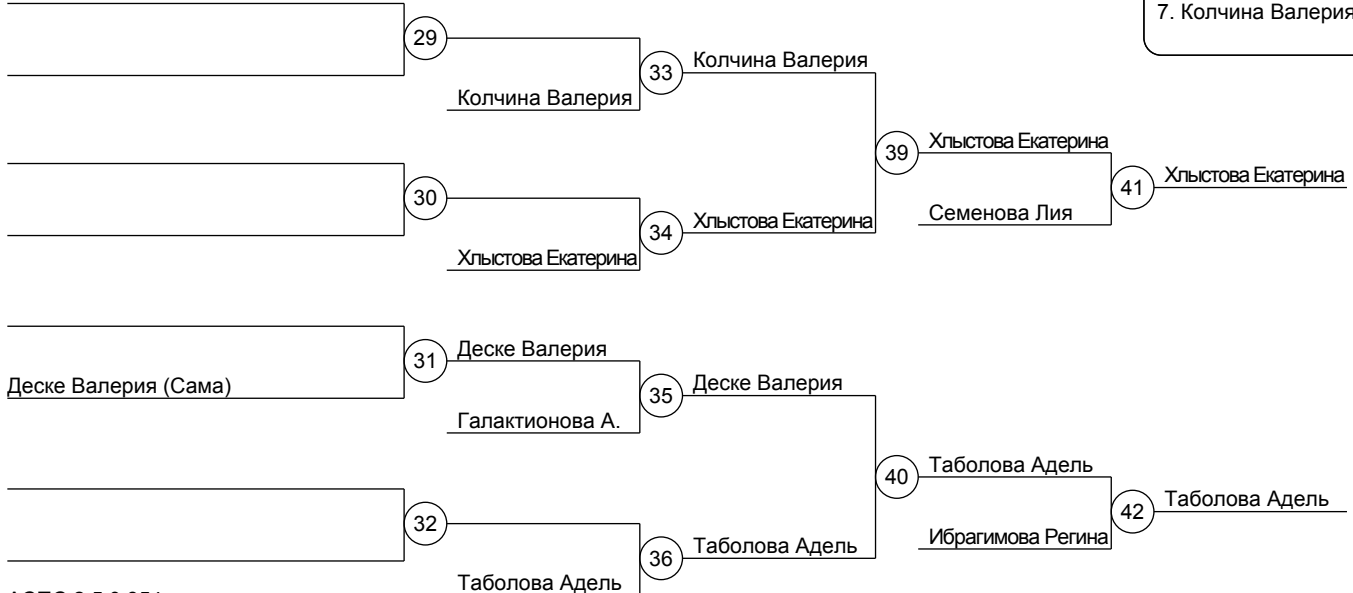 7. Колчина Валерия
29
33
Колчина Валерия
Колчина Валерия
39
Хлыстова Екатерина
30
41
Хлыстова Екатерина
34
Хлыстова Екатерина
Семенова Лия
Хлыстова Екатерина
31
Деске Валерия
Деске Валерия (Сама)
35
Деске Валерия
Галактионова А.
40
Таболова Адель
32
42
Таболова Адель
36
Таболова Адель
Ибрагимова Регина
Таболова Адель